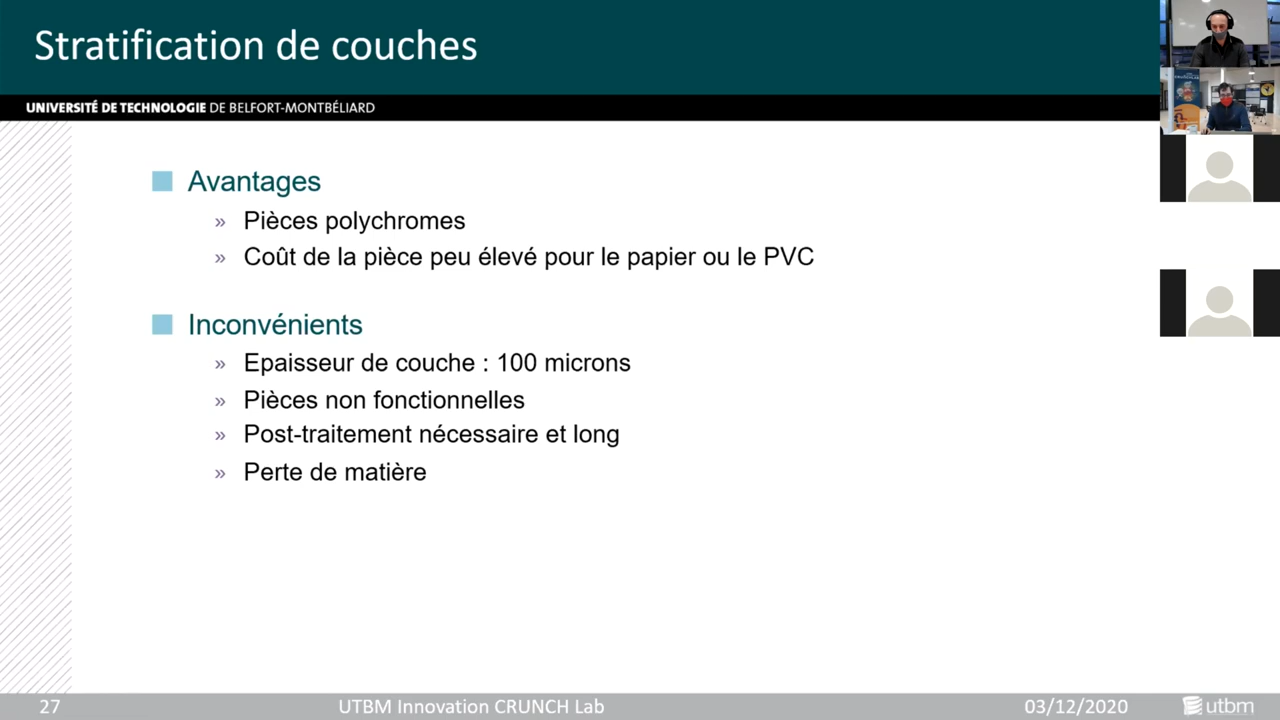 Stratification de couches
UNIVERSITÉ DE TECHNOLOGIE DE BELFORT-MONTBÉLIARD
Avantages
» Pièces polychromes
» Coût de la pièce peu élevé pour le papier ou le PVC
Inconvénients
» Epaisseur de couche : 100 microns
» Pièces non fonctionnelles
» Post-traitement nécessaire et long
» Perte de matière
27
UTBM Innovation CRUNCH Lab
03/12/2020
utbm